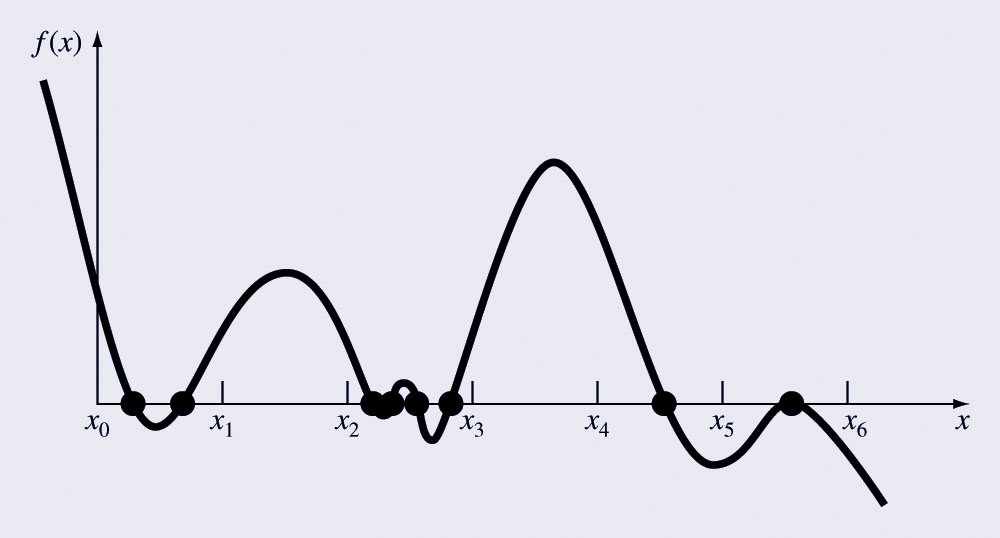 f(x)
x₀ x₁ x₂ x₃ x₄ x₅ x₆ x